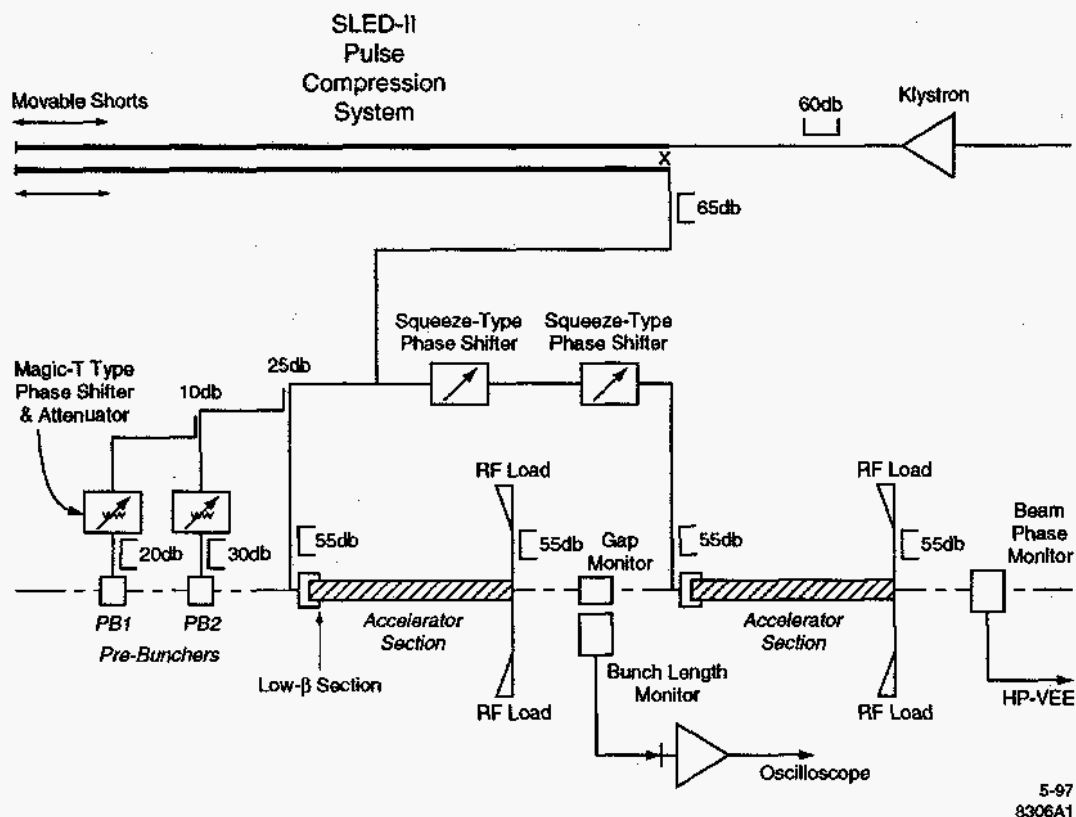 SLED-II
Pulse
Compression
System
Movable Shorts
60db
Klystron
x
65db
Squeeze-Type
Phase Shifter
Squeeze-Type
Phase Shifter
Magic-T Type
Phase Shifter
& Attenuator
10db
25db
RF Load
RF Load
20db
30db
55db
55db
Gap
Monitor
55db
55db
Beam
Phase
Monitor
PB1
PB2
Pre-Bunchers
Accelerator
Section
Accelerator
Section
Low-β Section
Bunch Length
Monitor
RF Load
RF Load
HP-VEE
Oscilloscope
5-97
8306A1